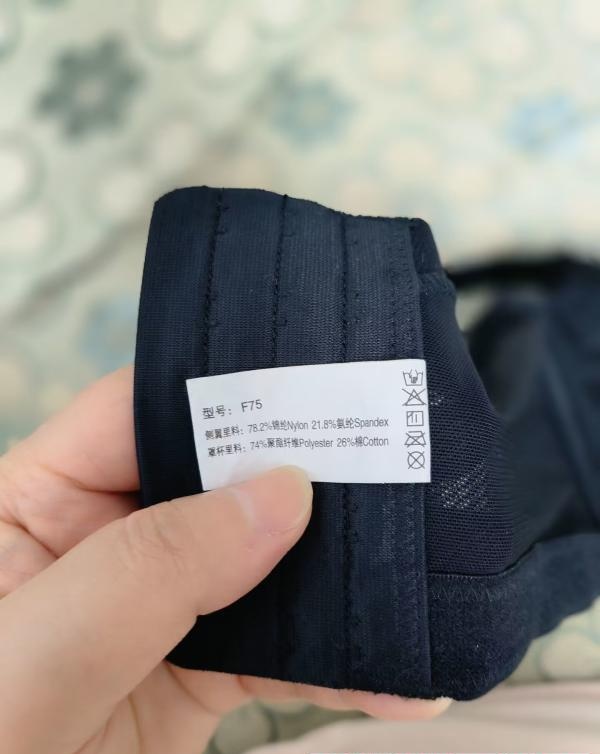 型号: F75
侧翼里料: 78.2%锦纶Nylon 21.8%氨纶Spandex
罩杯里料: 74%聚酯纤维Polyester 26%棉Cotton